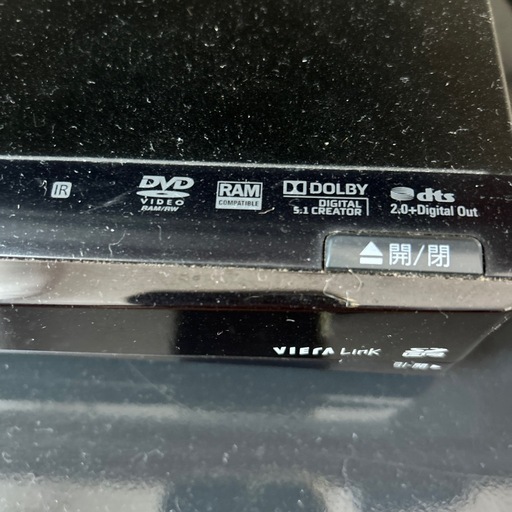 IR
DVD
VIDEO
RAM/RW
RAM
COMPATIBLE
DOLBY
DIGITAL
5.1 CREATOR
dts
2.0+Digital Out
▲開/閉
VIErA Link